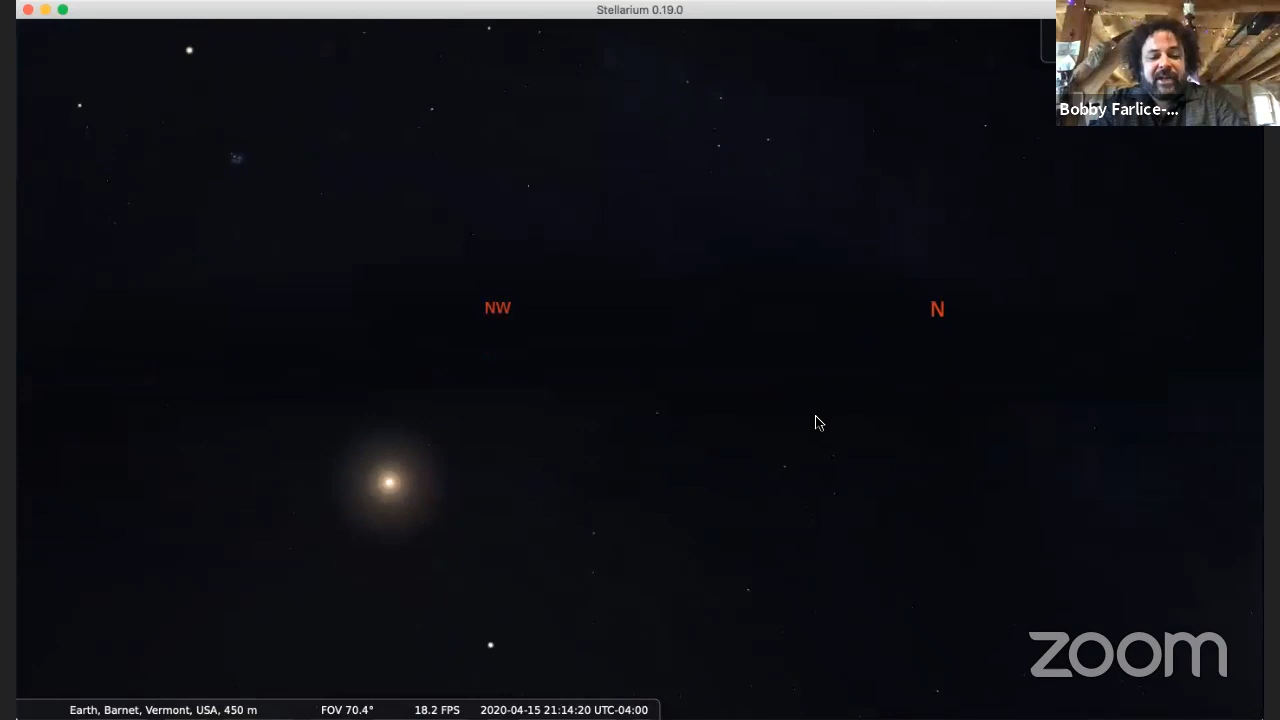 Stellarium 0.19.0
Bobby Farlice-...
NW
N
zoom
Earth, Barnet, Vermont, USA, 450 m FOV 70.4° 18.2 FPS 2020-04-15 21:14:20 UTC-04:00